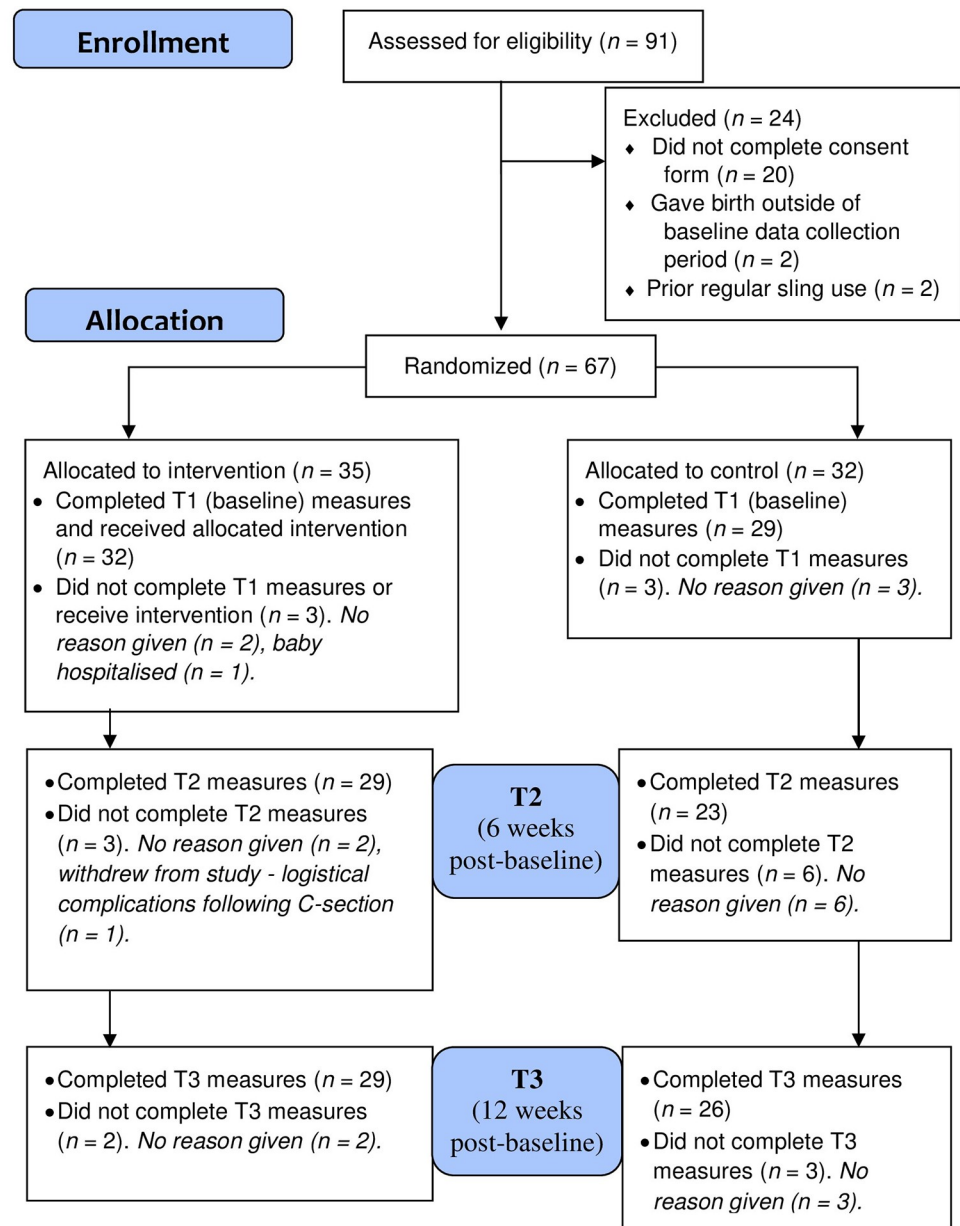 Enrollment
Assessed for eligibility (n = 91)
Excluded (n = 24)
♦ Did not complete consent
form (n = 20)
♦ Gave birth outside of
baseline data collection
period (n = 2)
♦ Prior regular sling use (n = 2)
Allocation
Randomized (n = 67)
Allocated to intervention (n = 35)
• Completed T1 (baseline) measures
and received allocated intervention
(n = 32)
• Did not complete T1 measures or
receive intervention (n = 3). No
reason given (n = 2), baby
hospitalised (n = 1).
Allocated to control (n = 32)
• Completed T1 (baseline)
measures (n = 29)
• Did not complete T1 measures
(n = 3). No reason given (n = 3).
• Completed T2 measures (n = 29)
• Did not complete T2 measures
(n = 3). No reason given (n = 2),
withdrew from study - logistical
complications following C-section
(n = 1).
T2
(6 weeks
post-baseline)
• Completed T2 measures
(n = 23)
• Did not complete T2
measures (n = 6). No
reason given (n = 6).
• Completed T3 measures (n = 29)
• Did not complete T3 measures
(n = 2). No reason given (n = 2).
T3
(12 weeks
post-baseline)
• Completed T3 measures
(n = 26)
• Did not complete T3
measures (n = 3). No
reason given (n = 3).